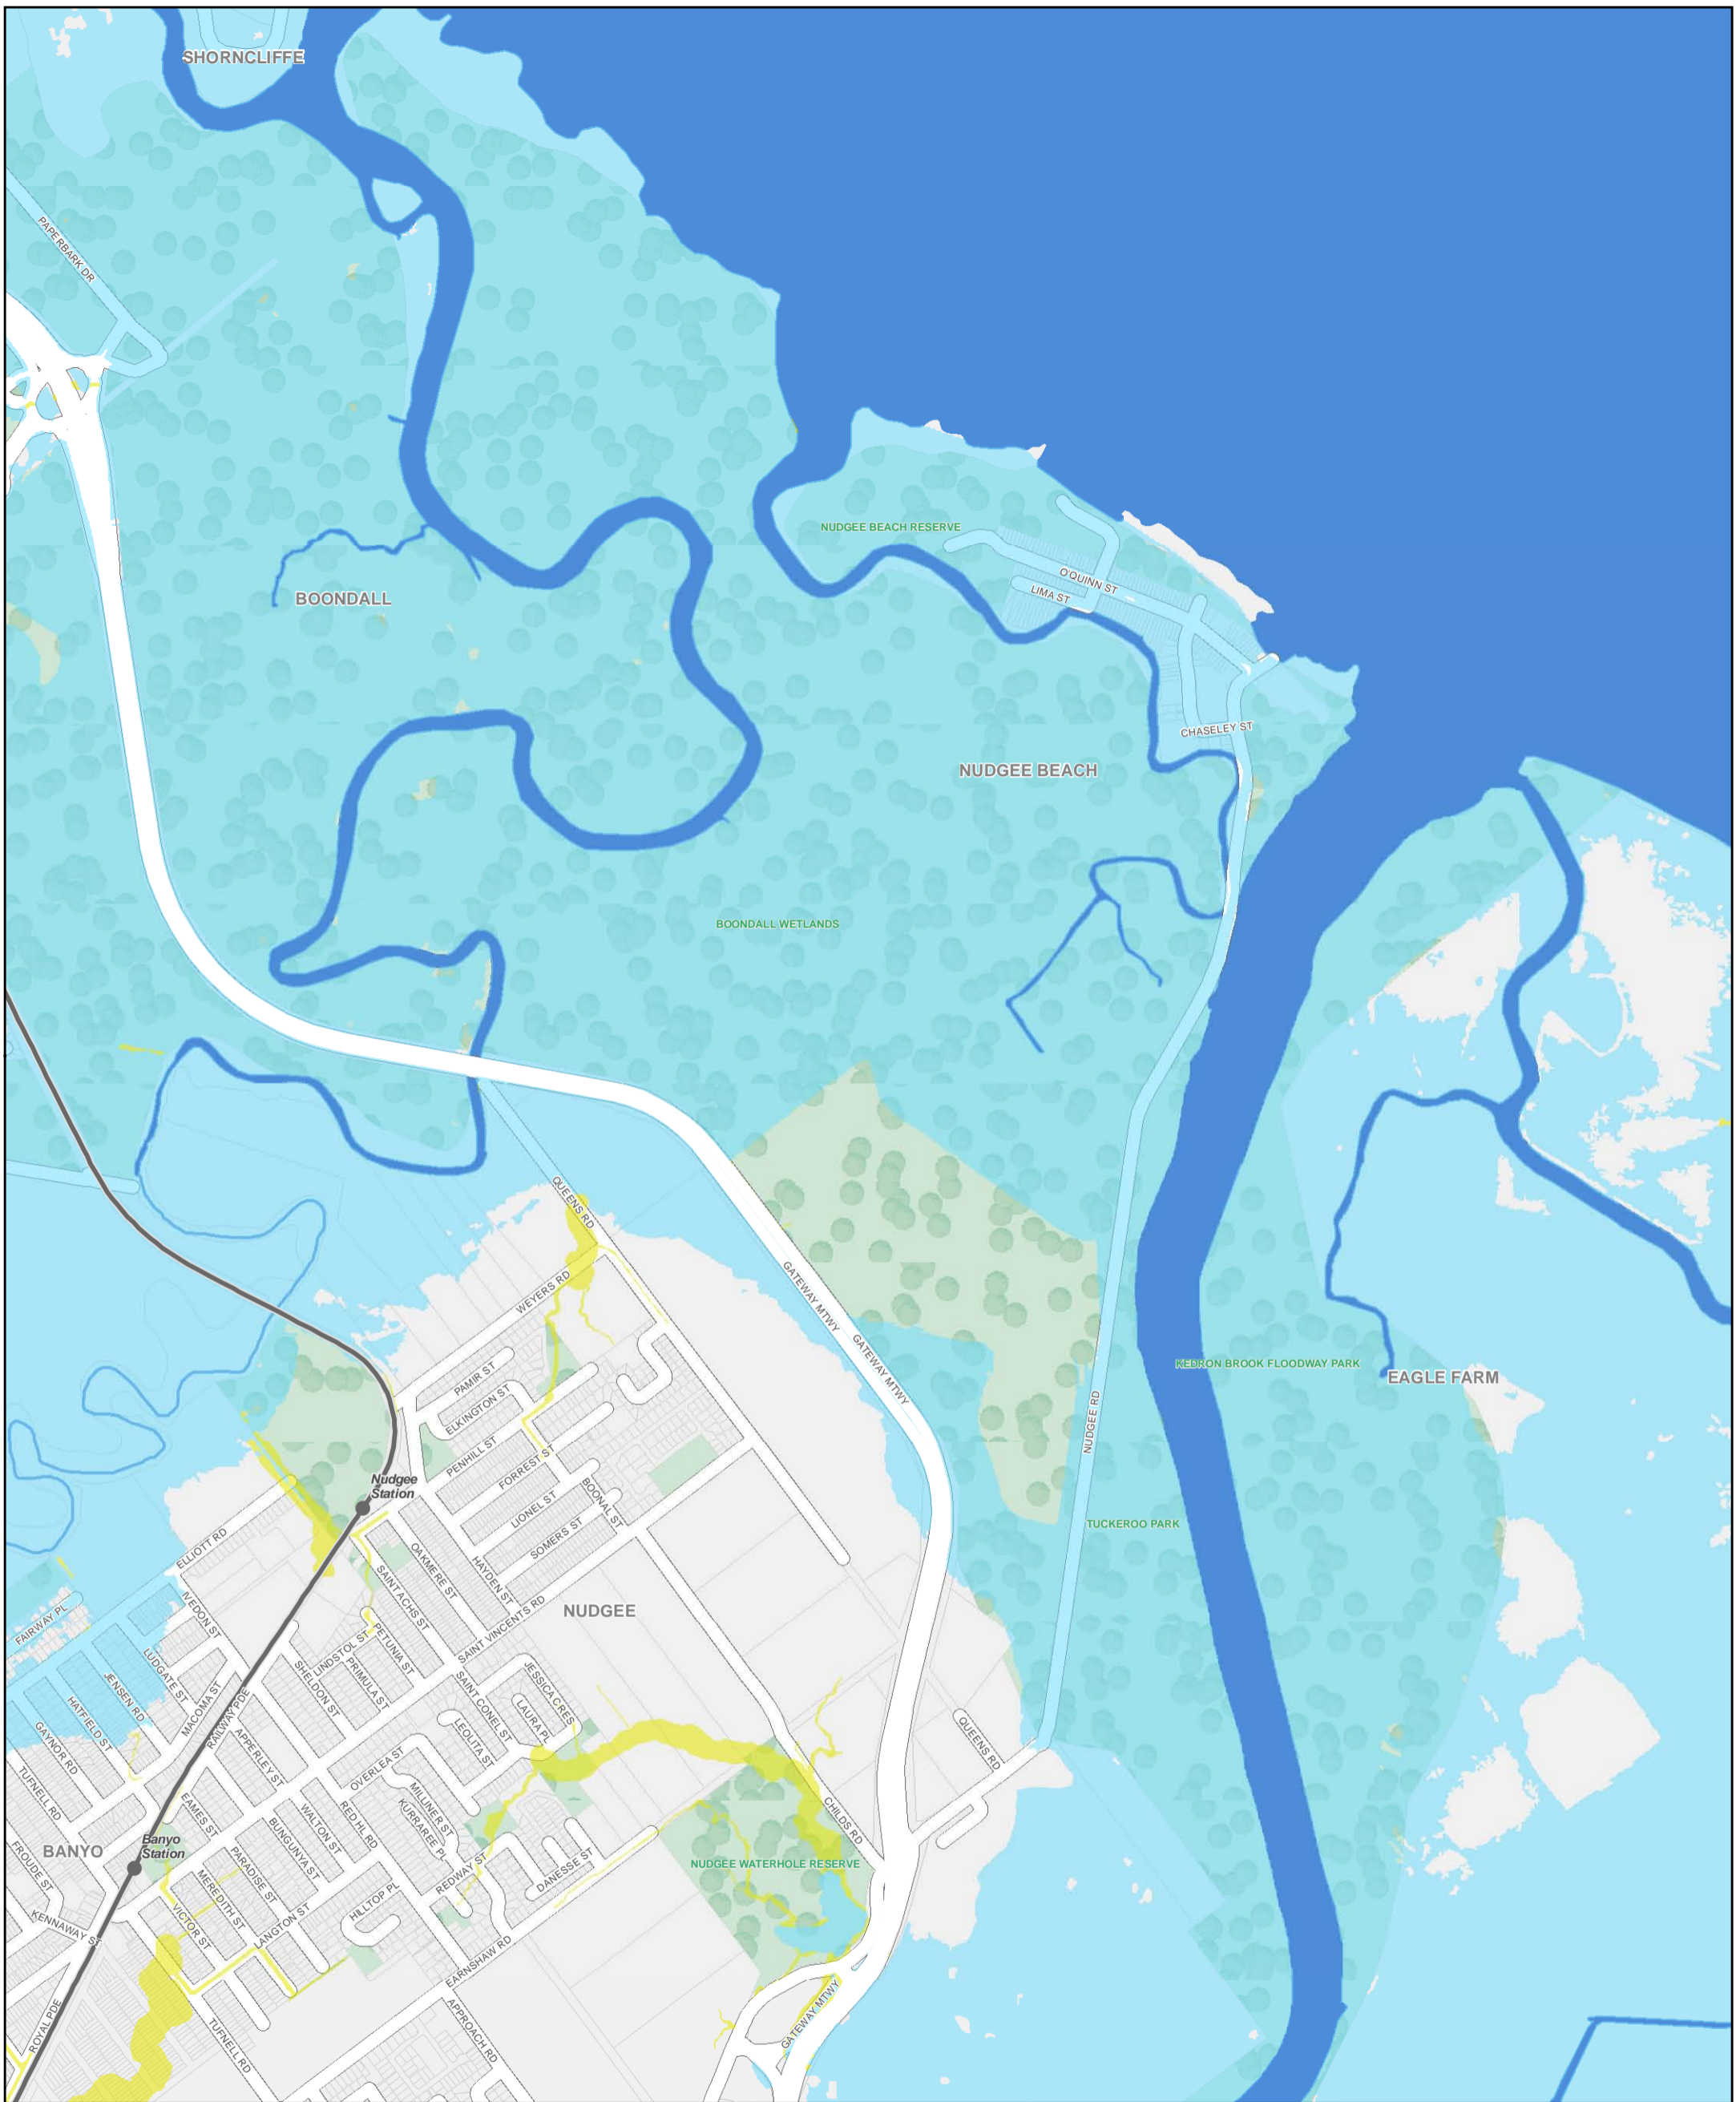 SHORNCLIFFE
PAPERBARK DR
NUDGEE BEACH RESERVE
O'QUINN ST
LIMA ST
BOONDALL
CHASELEY ST
NUDGEE BEACH
BOONDALL WETLANDS
QUEENS RD
GATEWAY MTWY
GATEWAY MTWY
WEYERS RD
KEDRON BROOK FLOODWAY PARK
EAGLE FARM
PAMIR ST
ELKINGTON ST
NUDGEE RD
PENHILL ST
FORREST ST
Nudgee
Station
LIONEL ST
BOONAL ST
SOMERS ST
TUCKEROO PARK
ELLIOTT RD
OAKMERE ST
HAYDEN ST
SAINT ACHS ST
NUDGEE
FAIRWAY PL
IVEDON ST
SAINT VINCENTS RD
LINDSTOL ST
PETUNIA ST
LUDGATE ST
SHELDON ST
PRIMULA ST
JENSEN RD
MACOMA ST
SAINT CONEL ST
JESSICA CRES
LAURA PL
HATFIELD ST
RAILWAY PDE
LEOLITA ST
QUEENS RD
GAYNOR RD
APPERLEY ST
OVERLEA ST
TUFNELL RD
MILLINER ST
KURRAREE PL
EAMES ST
WALTON ST
RED HL RD
CHILDS RD
BANYO
Banyo
Station
BUNGUNYA ST
PARADISE ST
NUDGEE WATERHOLE RESERVE
FROUDE ST
REDWAY ST
DANESSE ST
MEREDITH ST
HILLTOP PL
VICTOR ST
LANGTON ST
KENNAWAY ST
EARNSHAW RD
GATEWAY MTWY
ROYAL PDE
TUFNELL RD
APPROACH RD